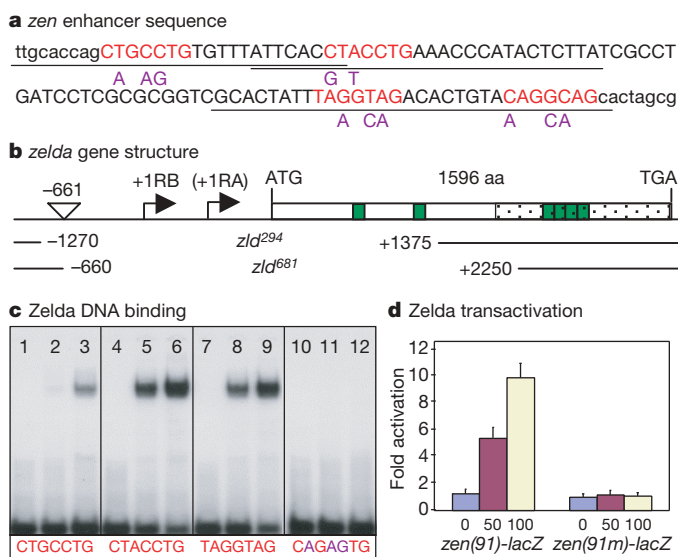 a zen enhancer sequence
ttgcaccagCTGCCTGTGTTTATTCACCTACCTGAAACCCATACTCTTATCGCCT
A AG G T
GATCCTCGCGCGGTCGCACTATTTAGGTAGACACTGTACAGGCAGcactagcg
A CA A CA
b zelda gene structure
−661 +1RB (+1RA) ATG 1596 aa TGA
−1270 zld294 +1375
−660 zld681 +2250
c Zelda DNA binding
1 2 3 4 5 6 7 8 9 10 11 12
CTGCCTG CTACCTG TAGGTAG CAGAGTG
d Zelda transactivation
Fold activation
12
10
8
6
4
2
0
0 50 100 0 50 100
zen(91)-lacZ zen(91m)-lacZ